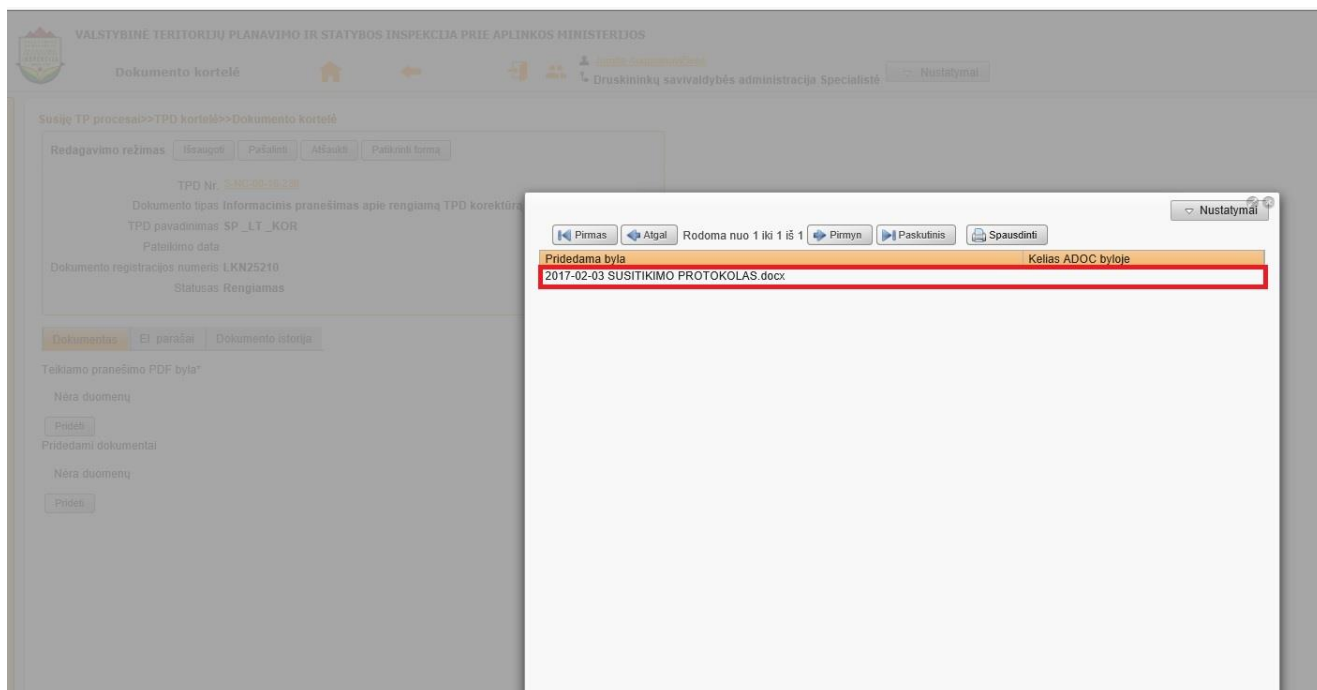 VALSTYBINĖ TERITORIJŲ PLANAVIMO IR STATYBOS INSPEKCIJA PRIE APLINKOS MINISTERIJOS
Dokumento kortelė
Druskininkų savivaldybės administracija Specialistė
Nustatymai
Susiję TP procesai>>TPD kortelė>>Dokumento kortelė
Redagavimo režimas Išsaugoti Pašalinti Atšaukti Patikrinti formą
TPD Nr.
Dokumento tipas Informacinis pranešimas apie rengiamą TPD korektūrą
TPD pavadinimas SP _LT _KOR
Pateikimo data
Dokumento registracijos numeris LKN25210
Statusas Rengiamas
Dokumentas El. parašai Dokumento istorija
Teikiamo pranešimo PDF byla*
Nėra duomenų
Pridėti
Pridedami dokumentai
Nėra duomenų
Pridėti
Nustatymai
Pirmas Atgal Rodoma nuo 1 iki 1 iš 1 Pirmyn Paskutinis Spausdinti
Pridedama byla Kelias ADOC byloje
2017-02-03 SUSITIKIMO PROTOKOLAS.docx